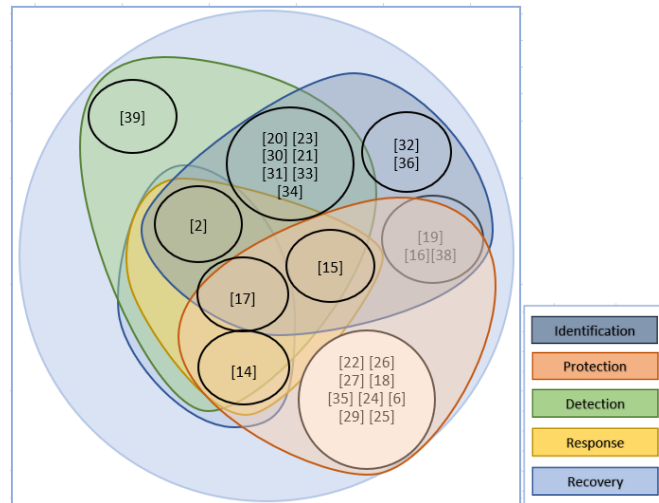 [39]
[20] [23]
[30] [21]
[31] [33]
[34]
[32]
[36]
[2]
[19]
[16][38]
[15]
[17]
[14]
[22] [26]
[27] [18]
[35] [24] [6]
[29] [25]
Identification
Protection
Detection
Response
Recovery